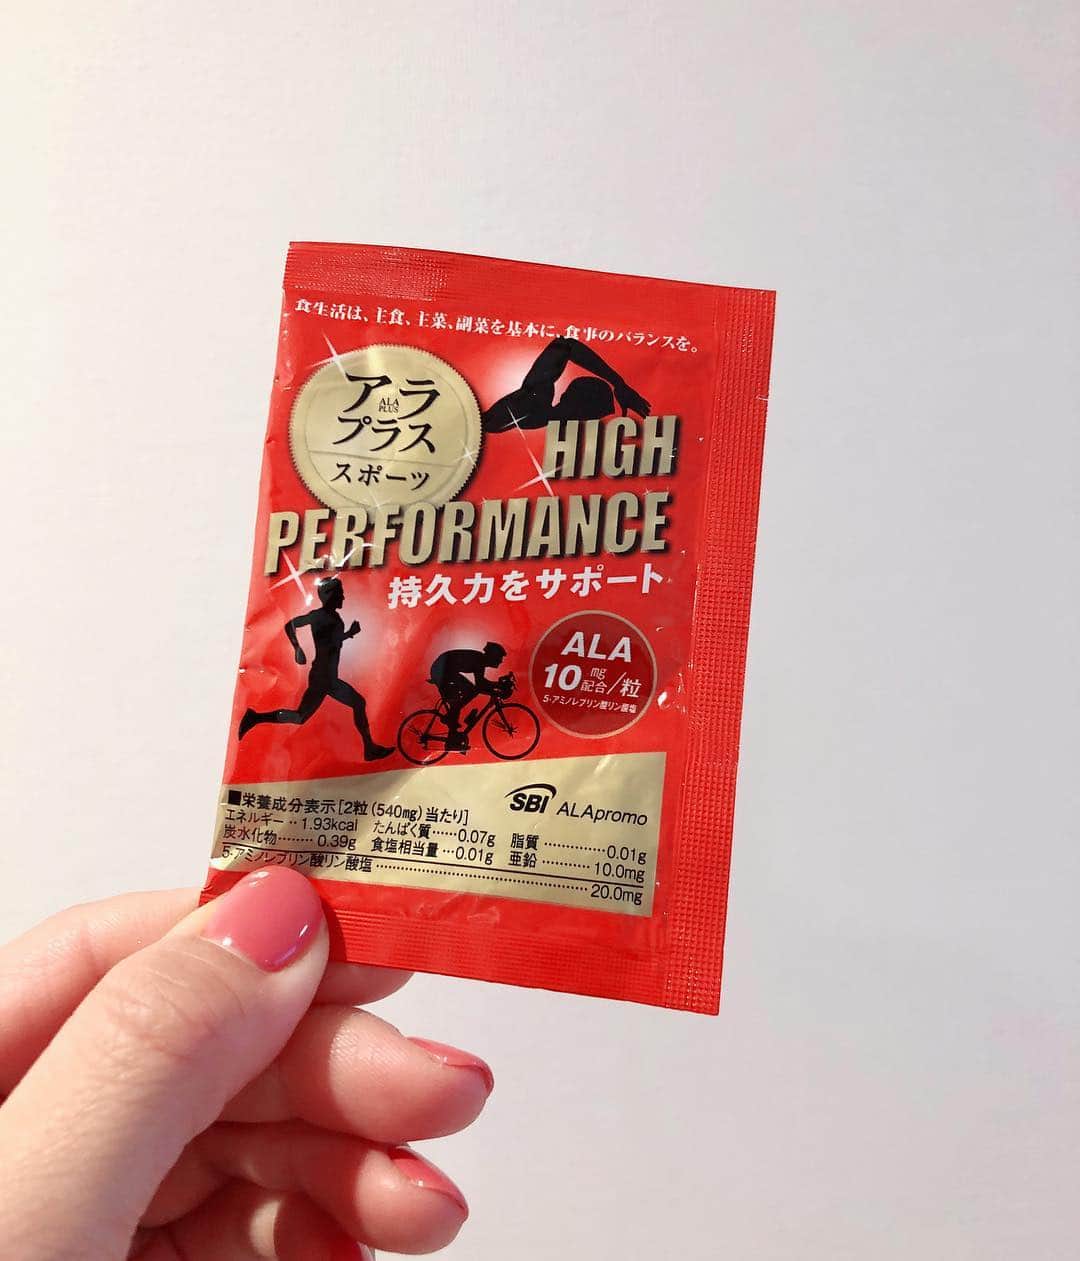 食生活は、主食、主菜、副菜を基本に、食事のバランスを。
アラ
ALA
PLUS
プラス
スポーツ
HIGH
PERFORMANCE
持久力をサポート
ALA
10mg配合/粒
5-アミノレブリン酸リン酸塩
SBI ALApromo
■栄養成分表示[2粒(540mg)当たり]
エネルギー‥1.93kcal たんぱく質……0.07g 脂質…………0.01g
炭水化物………0.39g 食塩相当量…0.01g 亜鉛…………10.0mg
5-アミノレブリン酸リン酸塩…………………………20.0mg